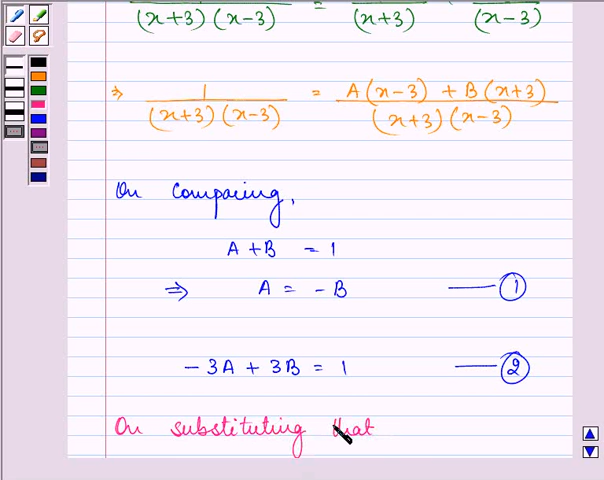 (x+3)(x-3) (x+3) (x-3)
⇒ 1/((x+3)(x-3)) = (A(x-3) + B(x+3))/((x+3)(x-3))
On comparing,
A + B = 1
⇒ A = - B —— ①
- 3A + 3B = 1 —— ②
On substituting that